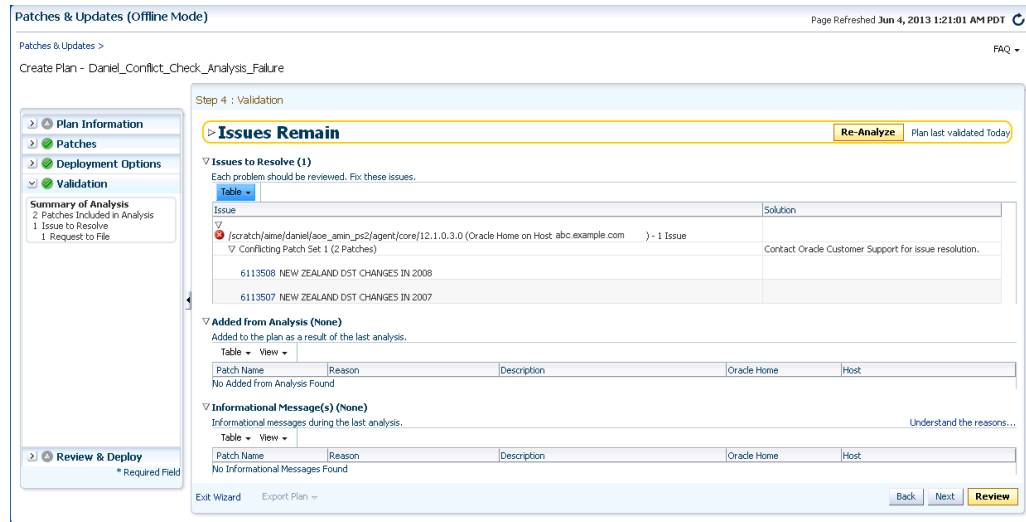 Patches & Updates (Offline Mode)
Page Refreshed Jun 4, 2013 1:21:01 AM PDT
Patches & Updates >
FAQ
Create Plan - Daniel_Conflict_Check_Analysis_Failure
Step 4 : Validation
Plan Information
Patches
Deployment Options
Validation
Summary of Analysis
2 Patches Included in Analysis
1 Issue to Resolve
1 Request to File
Review & Deploy
* Required Field
Issues Remain
Re-Analyze
Plan last validated Today
Issues to Resolve (1)
Each problem should be reviewed. Fix these issues.
Table
Issue Solution
/scratch/aime/daniel/aoe_amin_ps2/agent/core/12.1.0.3.0 (Oracle Home on Host abc.example.com ) - 1 Issue
Conflicting Patch Set 1 (2 Patches) Contact Oracle Customer Support for issue resolution.
6113508 NEW ZEALAND DST CHANGES IN 2008
6113507 NEW ZEALAND DST CHANGES IN 2007
Added from Analysis (None)
Added to the plan as a result of the last analysis.
Table View
Patch Name Reason Description Oracle Home Host
No Added from Analysis Found
Informational Message(s) (None)
Informational messages during the last analysis. Understand the reasons...
Table View
Patch Name Reason Description Oracle Home Host
No Informational Messages Found
Exit Wizard Export Plan Back Next Review